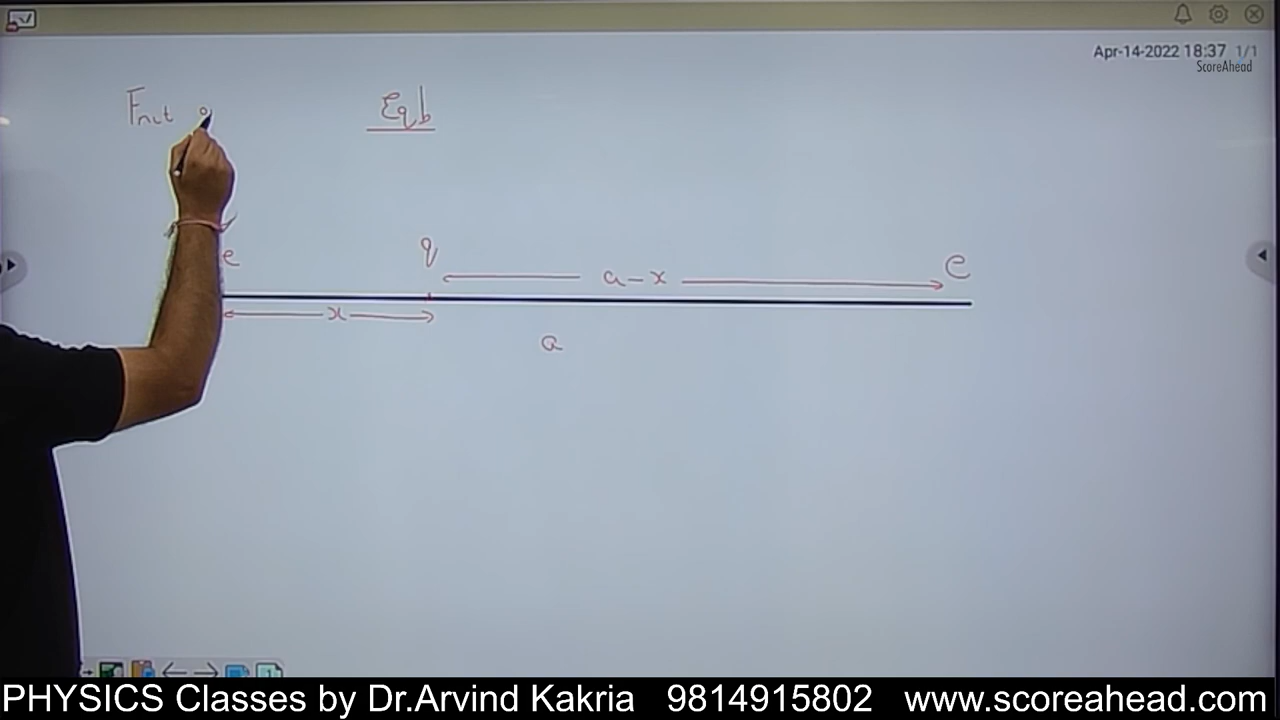 Apr-14-2022 18:37 1/1
ScoreAhead
Fnet
Eqb
e q e
a-x
x
a
PHYSICS Classes by Dr.Arvind Kakria 9814915802 www.scoreahead.com